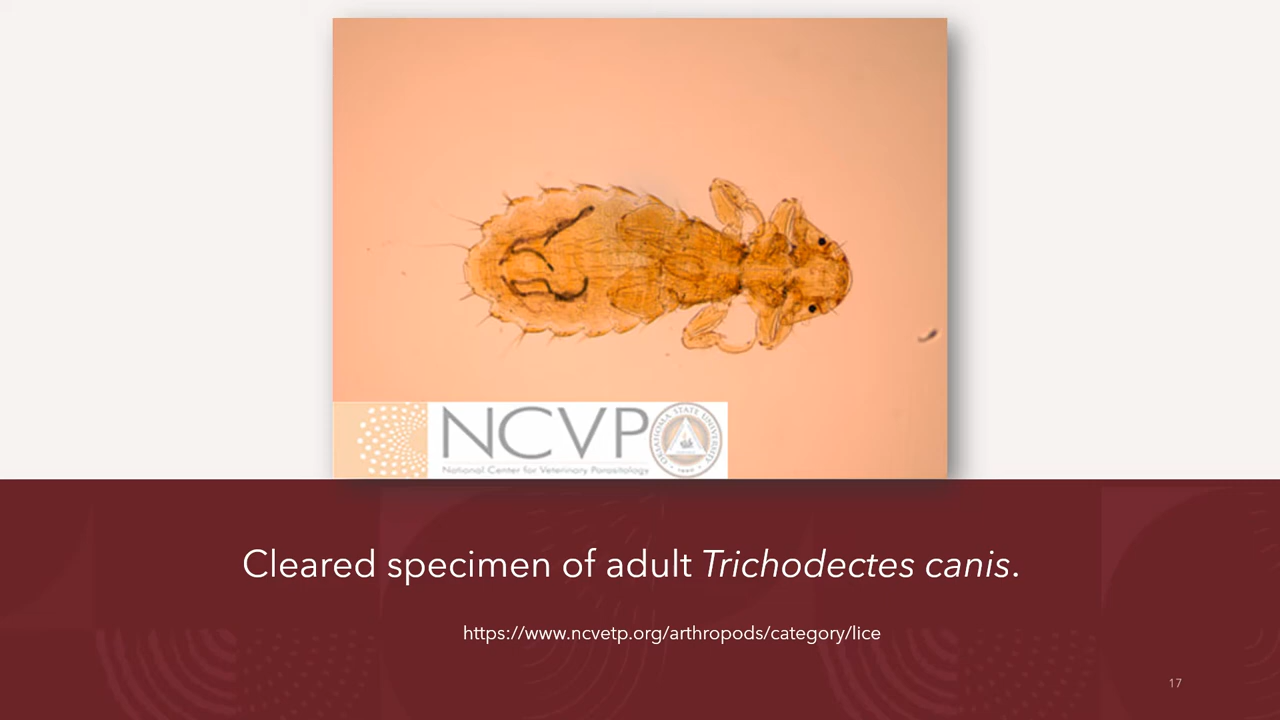 NCVP
National Center for Veterinary Parasitology
OKLAHOMA STATE UNIVERSITY
1890
Cleared specimen of adult Trichodectes canis.
https://www.ncvetp.org/arthropods/category/lice
17